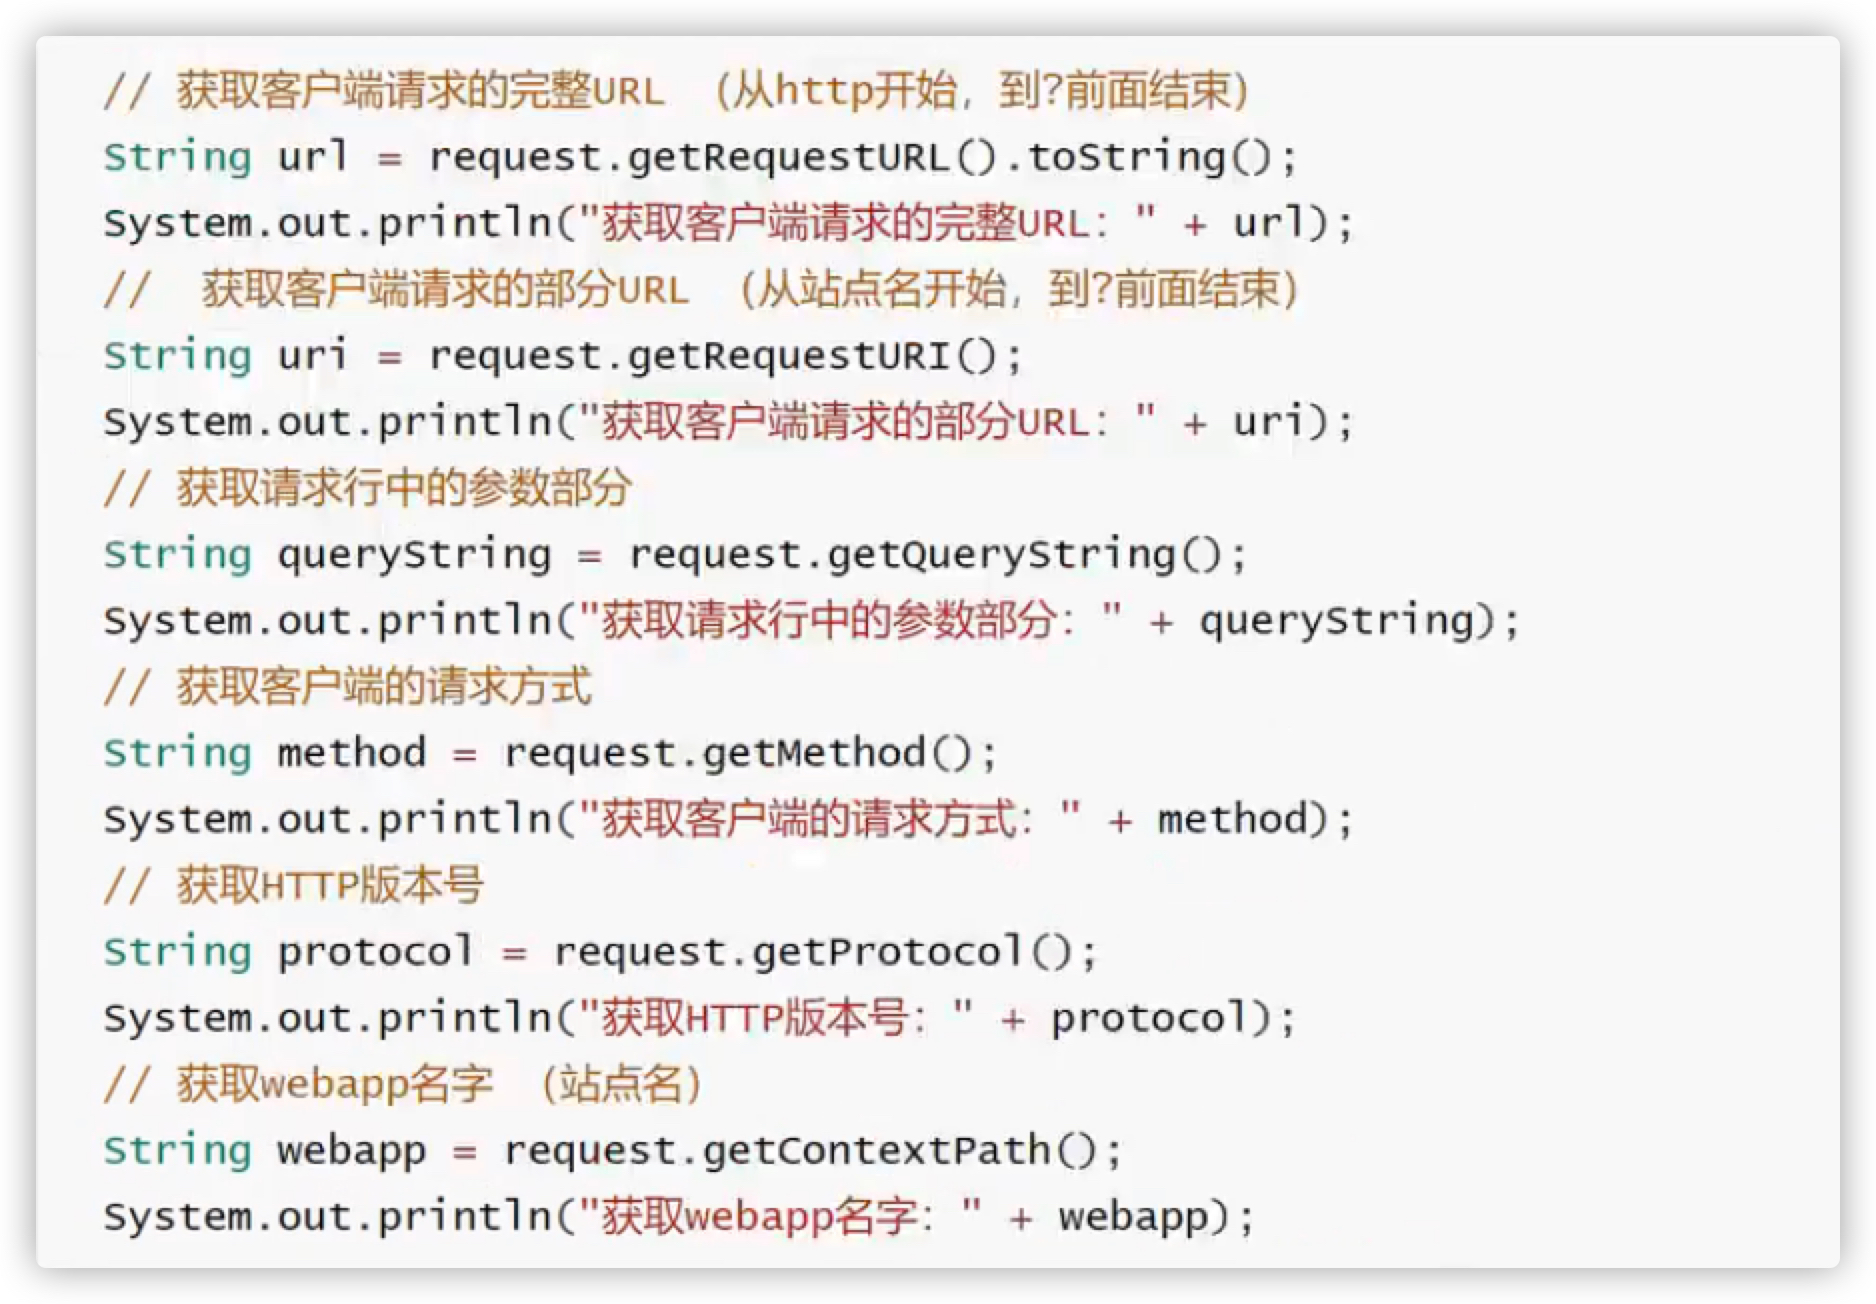 // 获取客户端请求的完整URL （从http开始，到?前面结束）
String url = request.getRequestURL().toString();
System.out.println("获取客户端请求的完整URL：" + url);
//  获取客户端请求的部分URL （从站点名开始，到?前面结束）
String uri = request.getRequestURI();
System.out.println("获取客户端请求的部分URL：" + uri);
// 获取请求行中的参数部分
String queryString = request.getQueryString();
System.out.println("获取请求行中的参数部分：" + queryString);
// 获取客户端的请求方式
String method = request.getMethod();
System.out.println("获取客户端的请求方式：" + method);
// 获取HTTP版本号
String protocol = request.getProtocol();
System.out.println("获取HTTP版本号：" + protocol);
// 获取webapp名字 （站点名）
String webapp = request.getContextPath();
System.out.println("获取webapp名字：" + webapp);